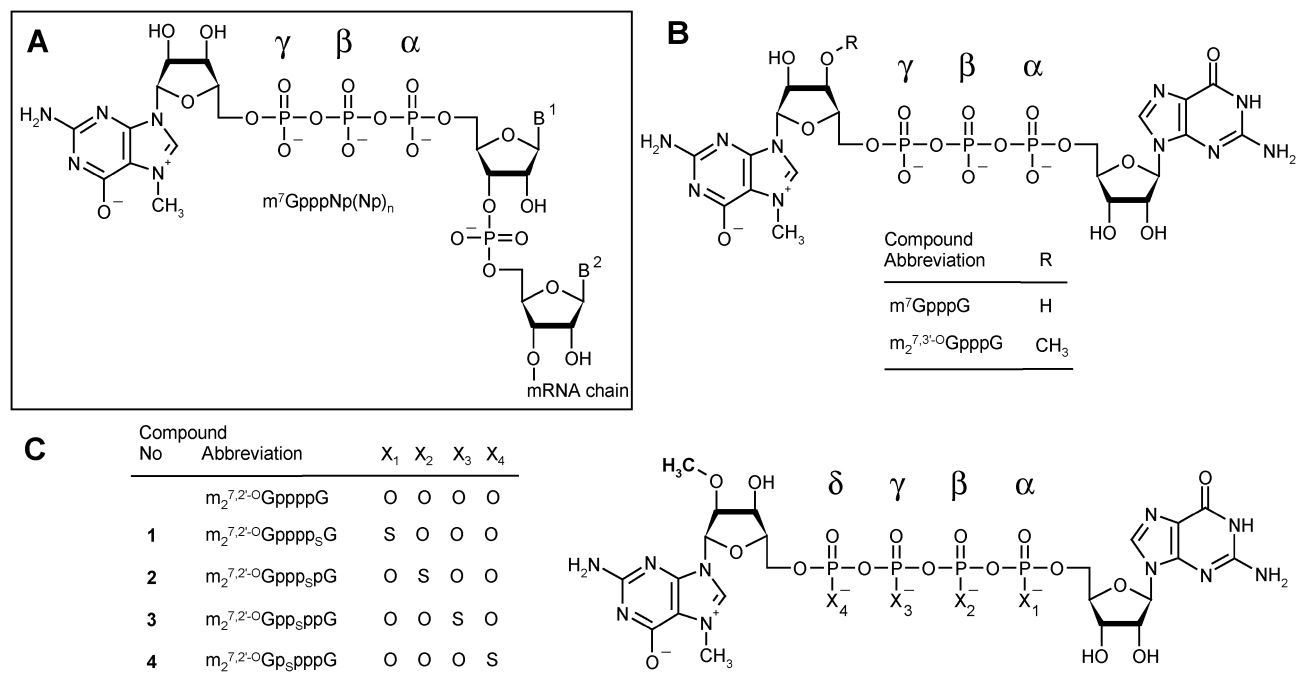 A
HO OH
γ β α
O O O
H₂N N N O O P O P O P O B¹
N N⁺ O⁻ O⁻ O⁻ O
O⁻ CH₃
m⁷GpppNp(Np)ₙ
O OH
O⁻ P O
O B²
O
O OH
mRNA chain
B
HO O R
γ β α
O O O O
H₂N N N O O P O P O P O N N NH
N N⁺ O⁻ O⁻ O⁻ O N N NH₂
O⁻ CH₃
HO OH
Compound
Abbreviation R
m⁷GpppG H
m₂⁷,³'⁻ᴼGpppG CH₃
C
Compound
No Abbreviation X₁ X₂ X₃ X₄
m₂⁷,²'⁻ᴼGppppG O O O O
1 m₂⁷,²'⁻ᴼGppppₛG S O O O
2 m₂⁷,²'⁻ᴼGpppₛpG O S O O
3 m₂⁷,²'⁻ᴼGppₛppG O O S O
4 m₂⁷,²'⁻ᴼGpₛpppG O O O S
H₃C O OH
δ γ β α
O O O O O
H₂N N N O O P O P O P O P O N N NH
N N⁺ X₄⁻ X₃⁻ X₂⁻ X₁⁻ O N N NH₂
O⁻ CH₃
HO OH